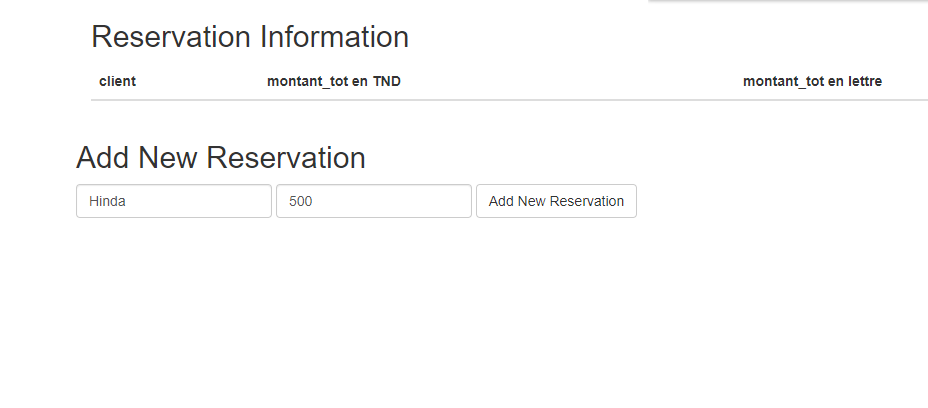 Reservation Information
client montant_tot en TND montant_tot en lettre
Add New Reservation
Hinda 500 Add New Reservation